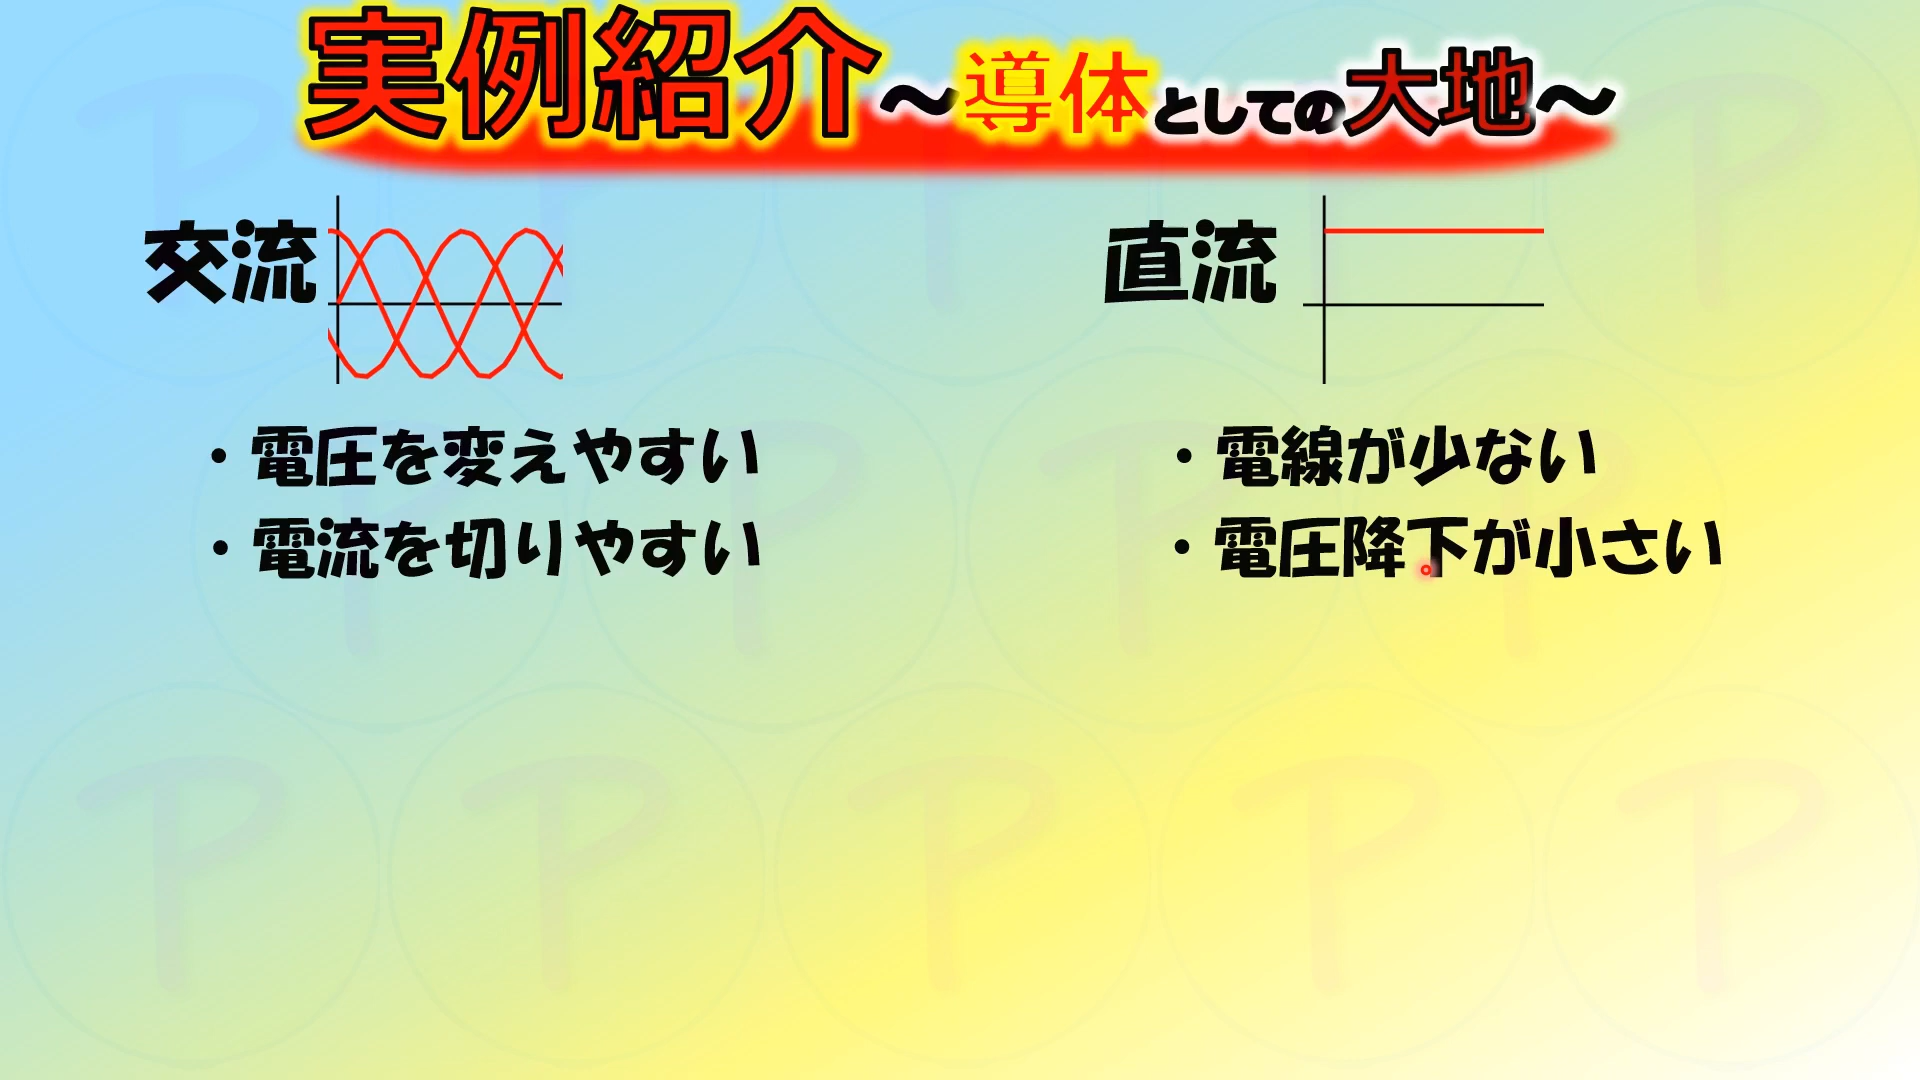 実例紹介～導体としての大地～
交流
・電圧を変えやすい
・電流を切りやすい
直流
・電線が少ない
・電圧降下が小さい